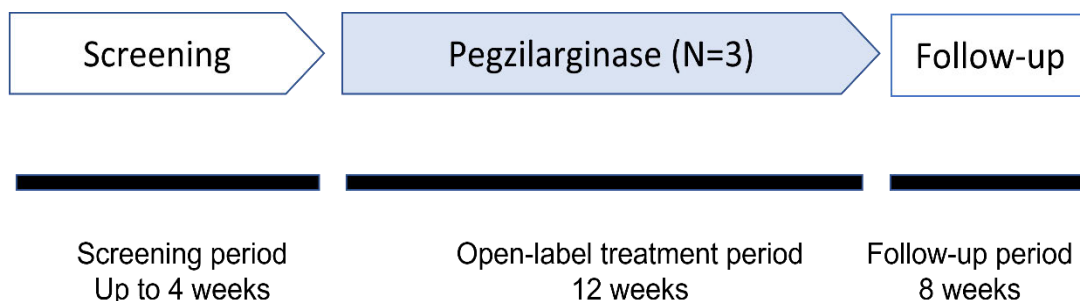 Screening
Pegzilarginase (N=3)
Follow-up
Screening period
Up to 4 weeks
Open-label treatment period
12 weeks
Follow-up period
8 weeks